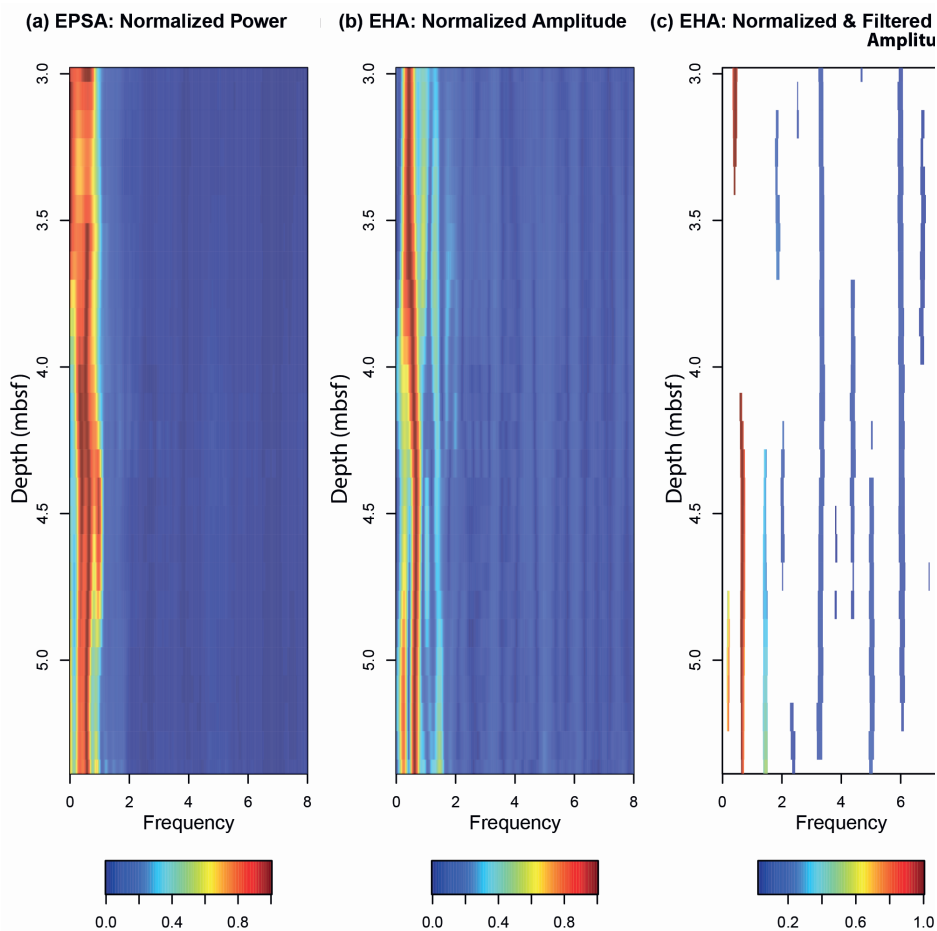 (a) EPSA: Normalized Power
(b) EHA: Normalized Amplitude
(c) EHA: Normalized & Filtered
Amplitu
3.0
3.5
4.0
4.5
5.0
Depth (mbsf)
0 2 4 6 8
Frequency
0.0 0.4 0.8
3.0
3.5
4.0
4.5
5.0
Depth (mbsf)
0 2 4 6 8
Frequency
0.0 0.4 0.8
3.0
3.5
4.0
4.5
5.0
Depth (mbsf)
0 2 4 6
Frequency
0.2 0.6 1.0